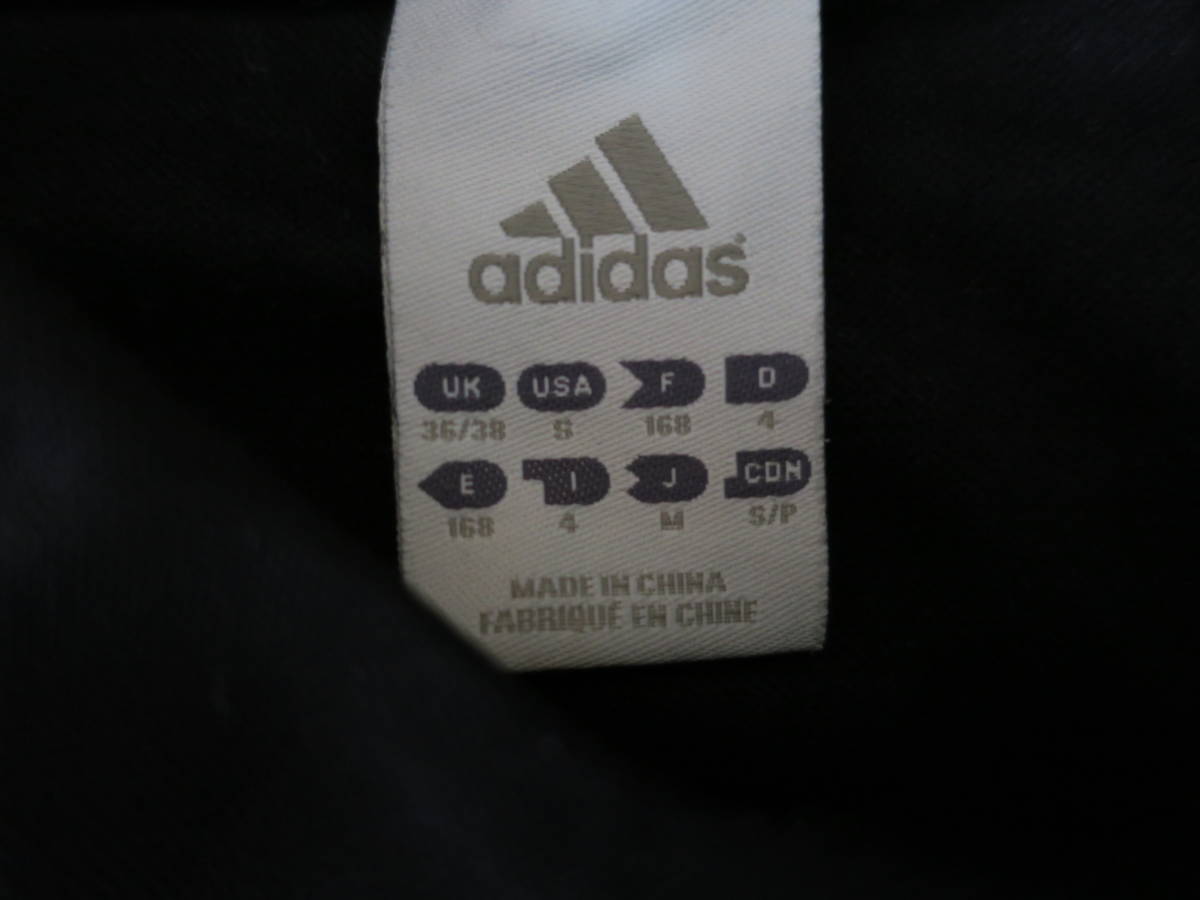 adidas
UK USA F D
36/38 S 168 4
E I J CDN
168 4 M S/P
MADE IN CHINA
FABRIQUÉ EN CHINE